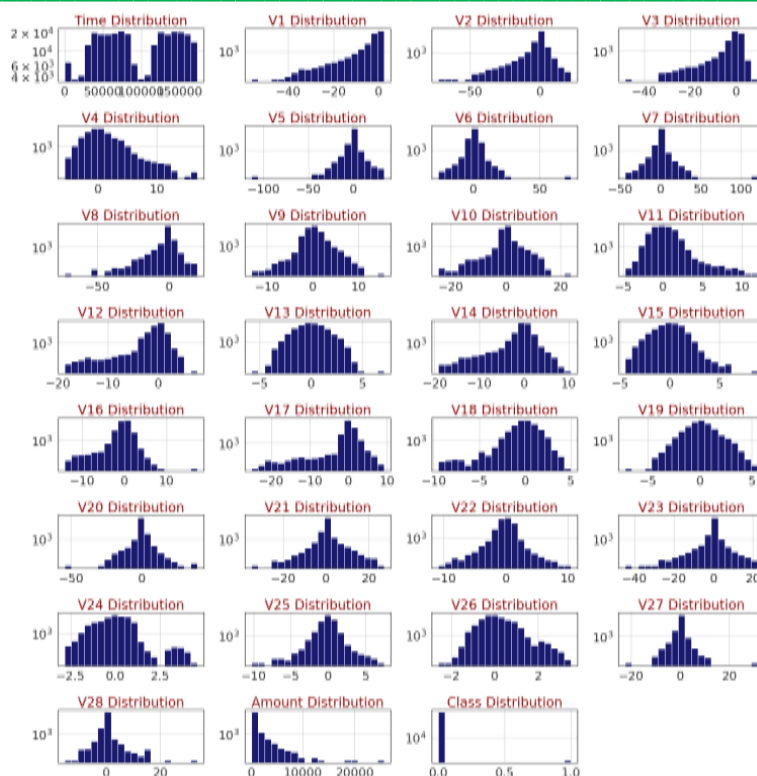 Time Distribution V1 Distribution V2 Distribution V3 Distribution
2 × 10⁴
10⁴ 10³ 10³ 10³
6 × 10³
4 × 10³
0 50000 100000 150000 −40 −20 0 −50 0 −40 −20 0
V4 Distribution V5 Distribution V6 Distribution V7 Distribution
10³ 10³ 10³ 10³
0 10 −100 −50 0 0 50 −50 0 50 100
V8 Distribution V9 Distribution V10 Distribution V11 Distribution
10³ 10³ 10³ 10³
−50 0 −10 0 10 −20 0 20 −5 0 5 10
V12 Distribution V13 Distribution V14 Distribution V15 Distribution
10³ 10³ 10³ 10³
−20 −10 0 −5 0 5 −20 −10 0 10 −5 0 5
V16 Distribution V17 Distribution V18 Distribution V19 Distribution
10³ 10³ 10³ 10³
−10 0 10 −20 −10 0 10 −10 −5 0 5 −5 0 5
V20 Distribution V21 Distribution V22 Distribution V23 Distribution
10³ 10³ 10³ 10³
−50 0 −20 0 20 −10 0 10 −40 −20 0 20
V24 Distribution V25 Distribution V26 Distribution V27 Distribution
10³ 10³ 10³ 10³
−2.5 0.0 2.5 −10 −5 0 5 −2 0 2 −20 0 20
V28 Distribution Amount Distribution Class Distribution
10³ 10³ 10⁴
0 20 0 10000 20000 0.0 0.5 1.0